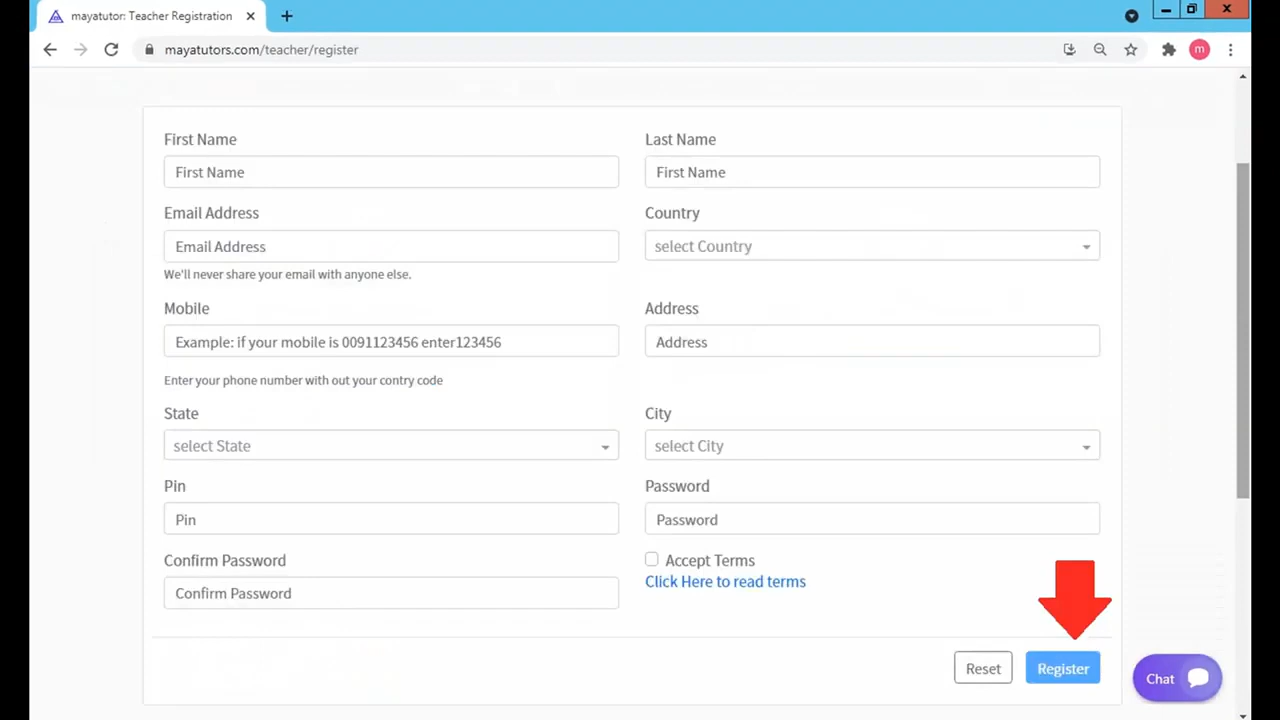 mayatutor: Teacher Registration
mayatutors.com/teacher/register
m
First Name
Last Name
First Name
First Name
Email Address
Country
Email Address
select Country
We'll never share your email with anyone else.
Mobile
Address
Example: if your mobile is 0091123456 enter123456
Address
Enter your phone number with out your contry code
State
City
select State
select City
Pin
Password
Pin
Password
Confirm Password
Accept Terms
Click Here to read terms
Confirm Password
Reset
Register
Chat